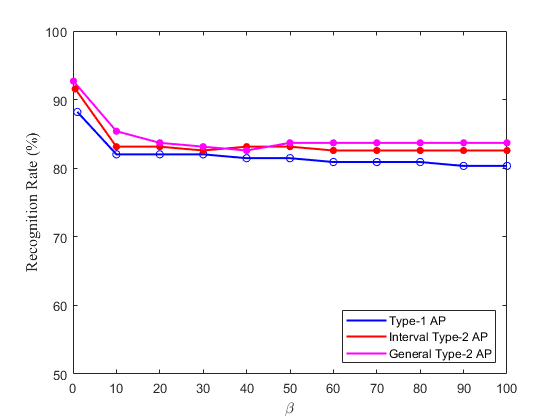 100
90
80
70
60
50
Recognition Rate (%)
0 10 20 30 40 50 60 70 80 90 100
β
Type-1 AP
Interval Type-2 AP
General Type-2 AP